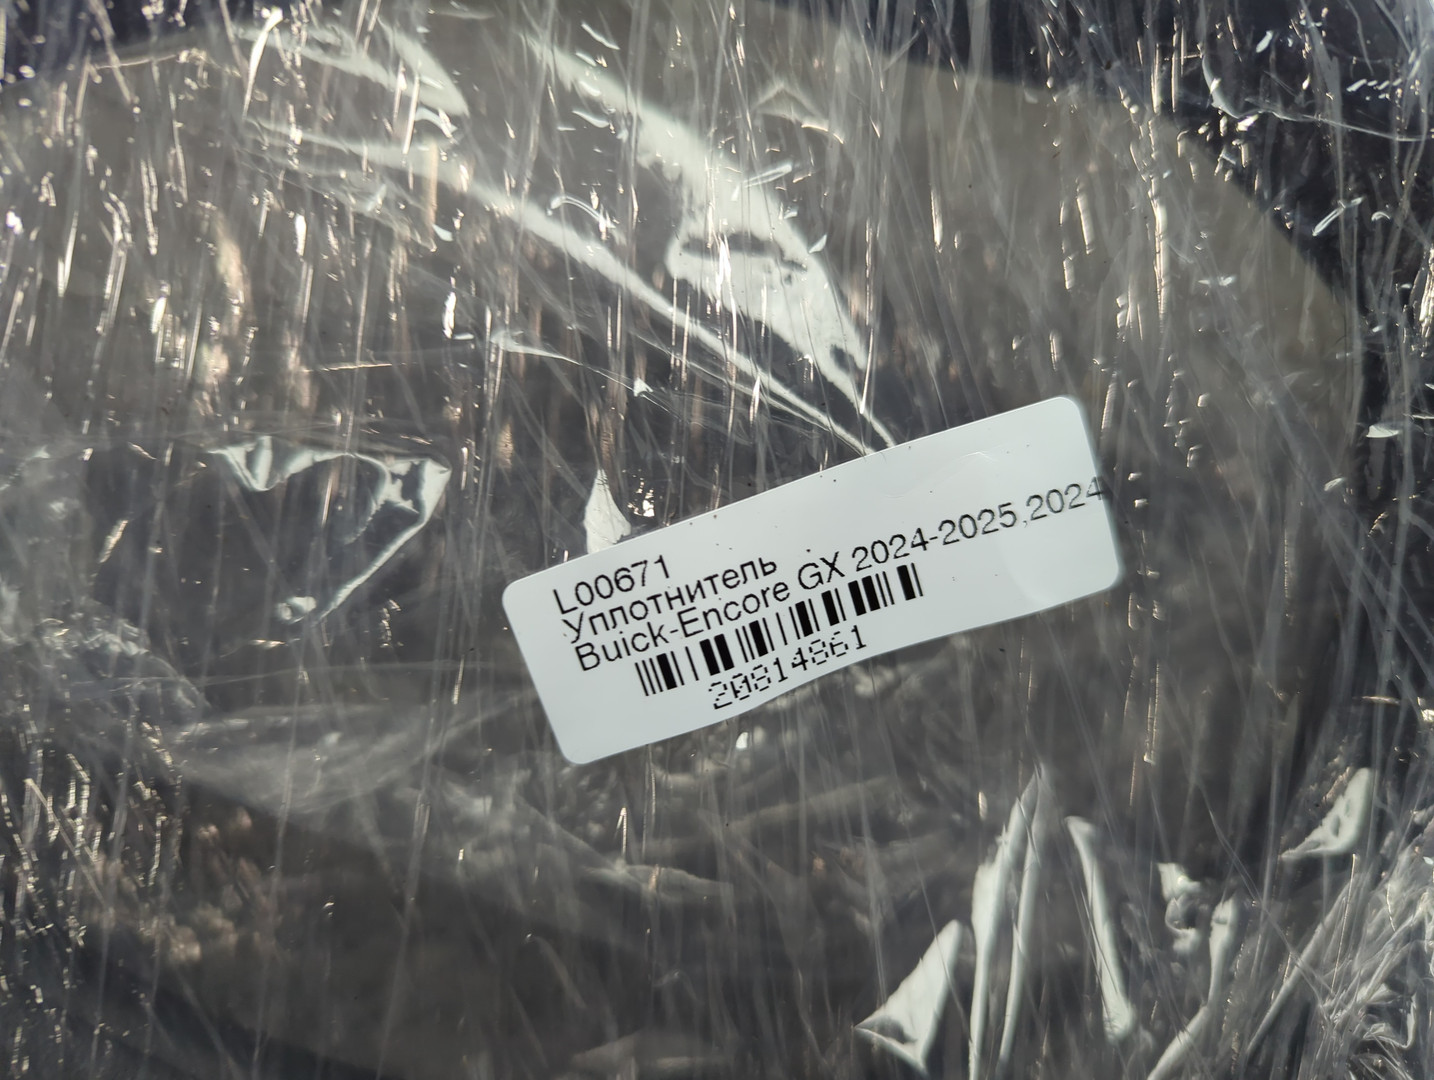 L00671
Уплотнитель
Buick-Encore GX 2024-2025,2024
20814861